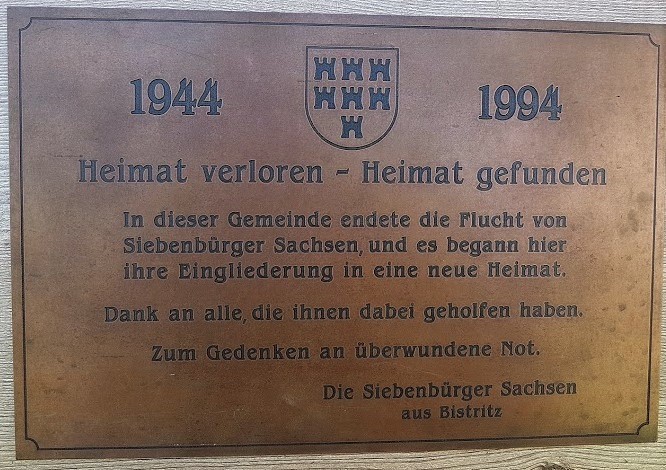 1944 1994
Heimat verloren - Heimat gefunden
In dieser Gemeinde endete die Flucht von
Siebenbürger Sachsen, und es begann hier
ihre Eingliederung in eine neue Heimat.
Dank an alle, die ihnen dabei geholfen haben.
Zum Gedenken an überwundene Not.
Die Siebenbürger Sachsen
aus Bistritz